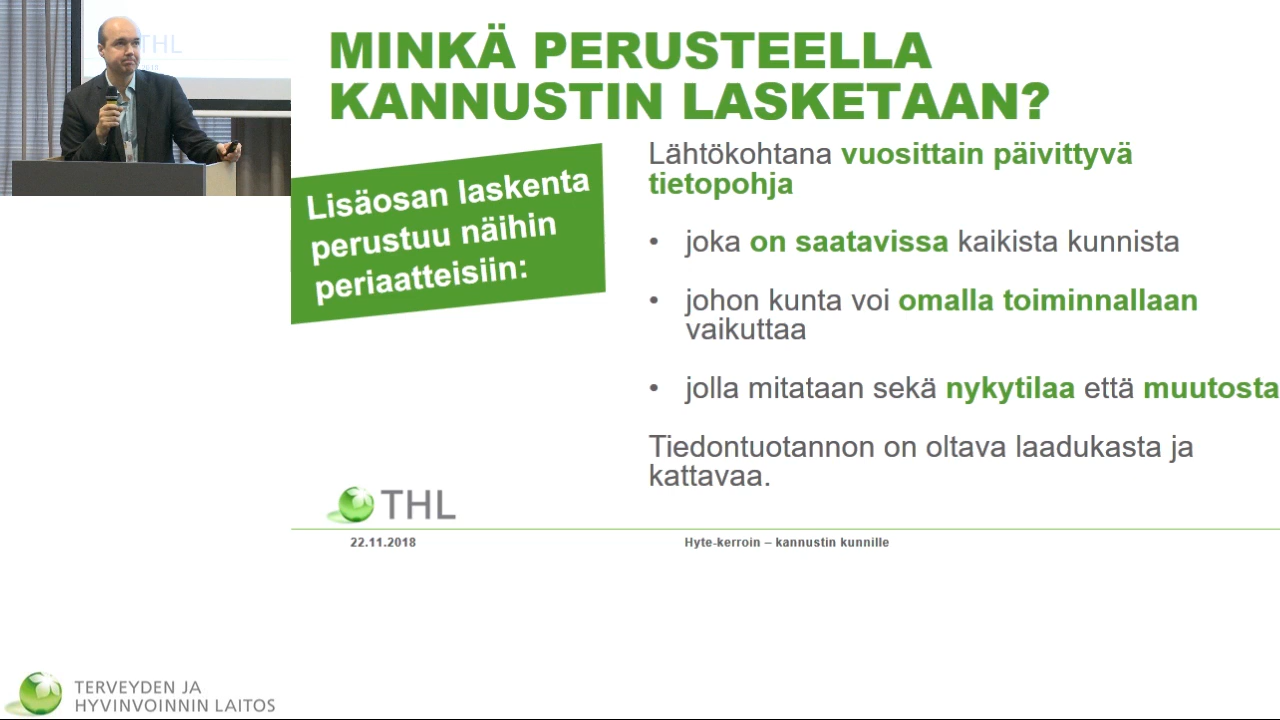 THL
MINKÄ PERUSTEELLA
KANNUSTIN LASKETAAN?
Lisäosan laskenta
perustuu näihin
periaatteisiin:
Lähtökohtana vuosittain päivittyvä
tietopohja
• joka on saatavissa kaikista kunnista
• johon kunta voi omalla toiminnallaan
vaikuttaa
• jolla mitataan sekä nykytilaa että muutosta
Tiedontuotannon on oltava laadukasta ja
kattavaa.
THL
22.11.2018
Hyte-kerroin – kannustin kunnille
TERVEYDEN JA
HYVINVOINNIN LAITOS